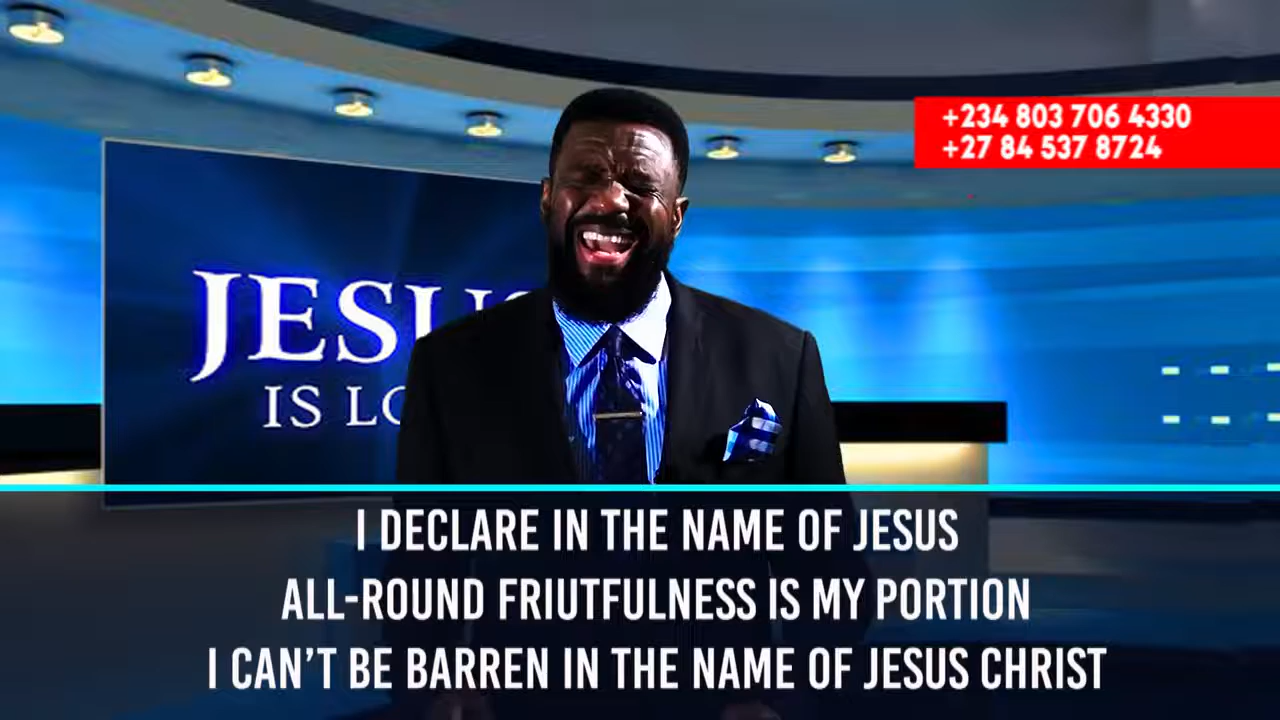 +234 803 706 4330
+27 84 537 8724
JESUS
IS LO
I DECLARE IN THE NAME OF JESUS
ALL-ROUND FRIUTFULNESS IS MY PORTION
I CAN'T BE BARREN IN THE NAME OF JESUS CHRIST